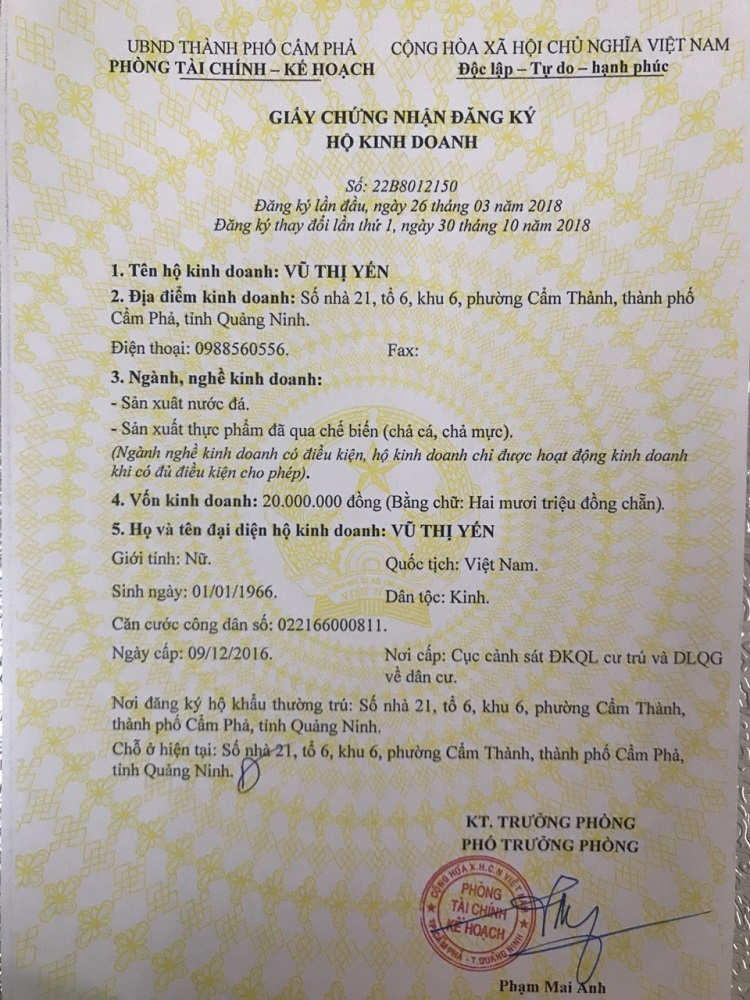 UBND THÀNH PHỐ CẨM PHẢ
PHÒNG TÀI CHÍNH – KẾ HOẠCH
CỘNG HÒA XÃ HỘI CHỦ NGHĨA VIỆT NAM
Độc lập – Tự do – hạnh phúc
GIẤY CHỨNG NHẬN ĐĂNG KÝ
HỘ KINH DOANH
Số: 22B8012150
Đăng ký lần đầu, ngày 26 tháng 03 năm 2018
Đăng ký thay đổi lần thứ 1, ngày 30 tháng 10 năm 2018
1. Tên hộ kinh doanh: VŨ THỊ YẾN
2. Địa điểm kinh doanh: Số nhà 21, tổ 6, khu 6, phường Cẩm Thành, thành phố
Cẩm Phả, tỉnh Quảng Ninh.
Điện thoại: 0988560556. Fax:
3. Ngành, nghề kinh doanh:
- Sản xuất nước đá.
- Sản xuất thực phẩm đã qua chế biến (chả cá, chả mực).
(Ngành nghề kinh doanh có điều kiện, hộ kinh doanh chỉ được hoạt động kinh doanh
khi có đủ điều kiện cho phép).
4. Vốn kinh doanh: 20.000.000 đồng (Bằng chữ: Hai mươi triệu đồng chẵn).
5. Họ và tên đại diện hộ kinh doanh: VŨ THỊ YẾN
Giới tính: Nữ. Quốc tịch: Việt Nam.
Sinh ngày: 01/01/1966. Dân tộc: Kinh.
Căn cước công dân số: 022166000811.
Ngày cấp: 09/12/2016. Nơi cấp: Cục cảnh sát ĐKQL cư trú và DLQG
về dân cư.
Nơi đăng ký hộ khẩu thường trú: Số nhà 21, tổ 6, khu 6, phường Cẩm Thành,
thành phố Cẩm Phả, tỉnh Quảng Ninh.
Chỗ ở hiện tại: Số nhà 21, tổ 6, khu 6, phường Cẩm Thành, thành phố Cẩm Phả,
tỉnh Quảng Ninh.
KT. TRƯỞNG PHÒNG
PHÓ TRƯỞNG PHÒNG
CỘNG HÒA X.H.C.N VIỆT NAM
PHÒNG
TÀI CHÍNH
KẾ HOẠCH
TP. CẨM PHẢ - T. QUẢNG NINH
Phạm Mai Anh